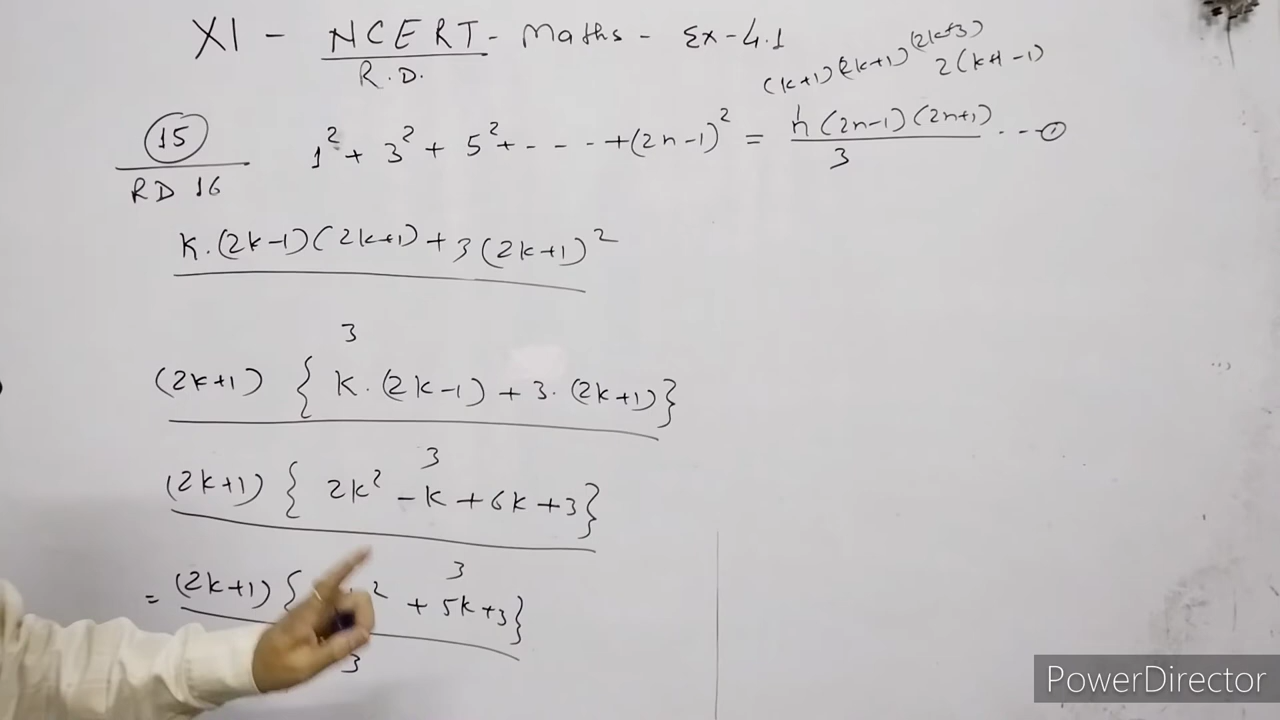 XI - NCERT - Maths - Ex-4.1
R.D.
(k+1)(2k+1)(2k+3)
2(k+1-1)
15
RD 16
1² + 3² + 5² + - - - - + (2n-1)² = n(2n-1)(2n+1) - - - ①
3
k.(2k-1)(2k+1) + 3(2k+1)²
3
(2k+1) { k.(2k-1) + 3.(2k+1)}
3
(2k+1) { 2k² - k + 6k + 3}
3
= (2k+1) { ² + 5k + 3}
3
PowerDirector